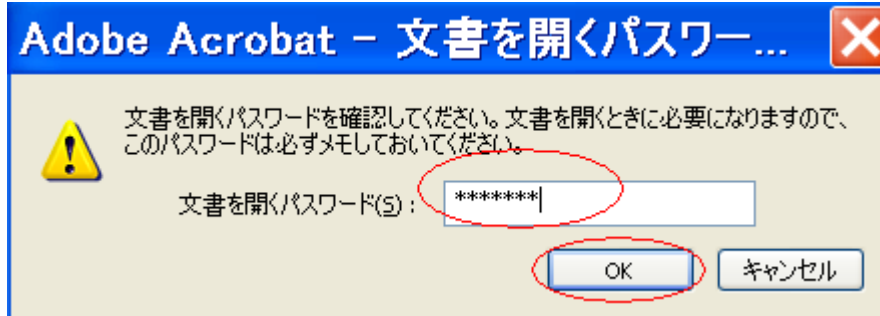 Adobe Acrobat - 文書を開くパスワー...
文書を開くパスワードを確認してください。文書を開くときに必要になりますので、
このパスワードは必ずメモしておいてください。
文書を開くパスワード(S) : *******
OK キャンセル